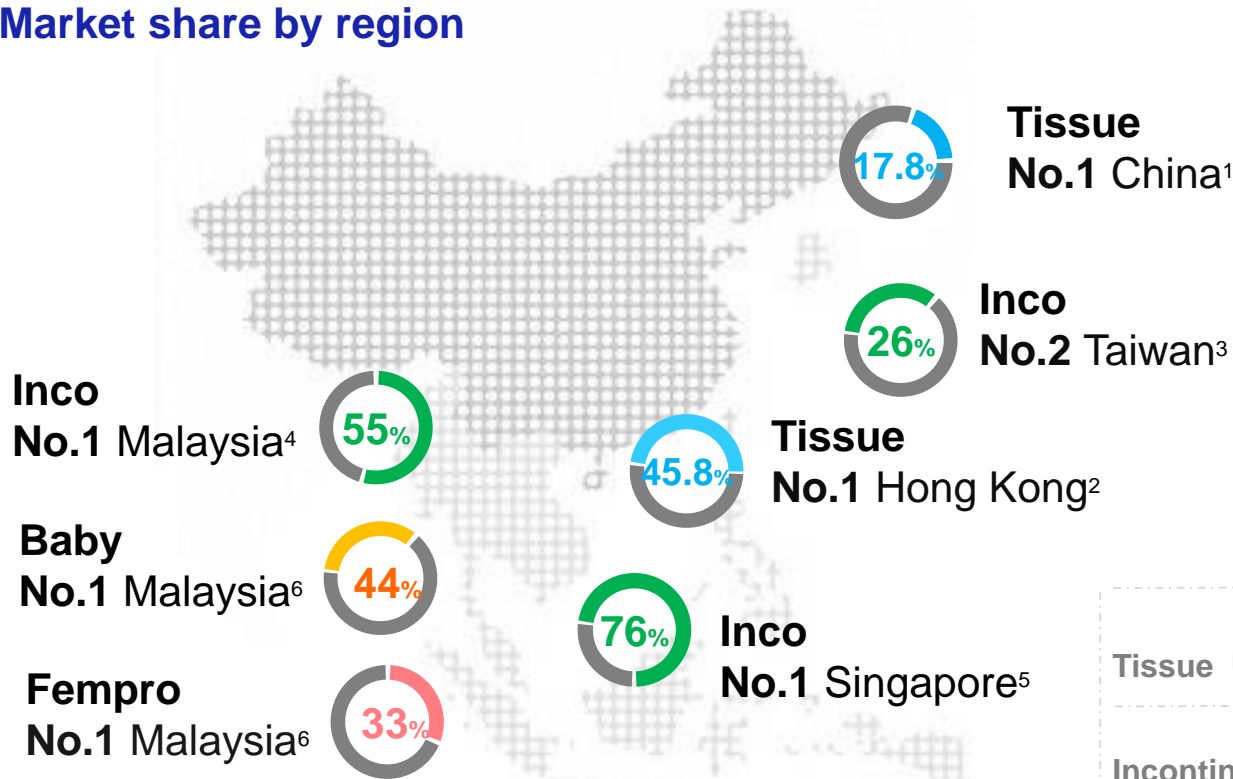 Market share by region
17.8%
Tissue
No.1 China¹
26%
Inco
No.2 Taiwan³
Inco
No.1 Malaysia⁴
55%
45.8%
Tissue
No.1 Hong Kong²
Baby
No.1 Malaysia⁶
44%
76%
Inco
No.1 Singapore⁵
Fempro
No.1 Malaysia⁶
33%
Tissue